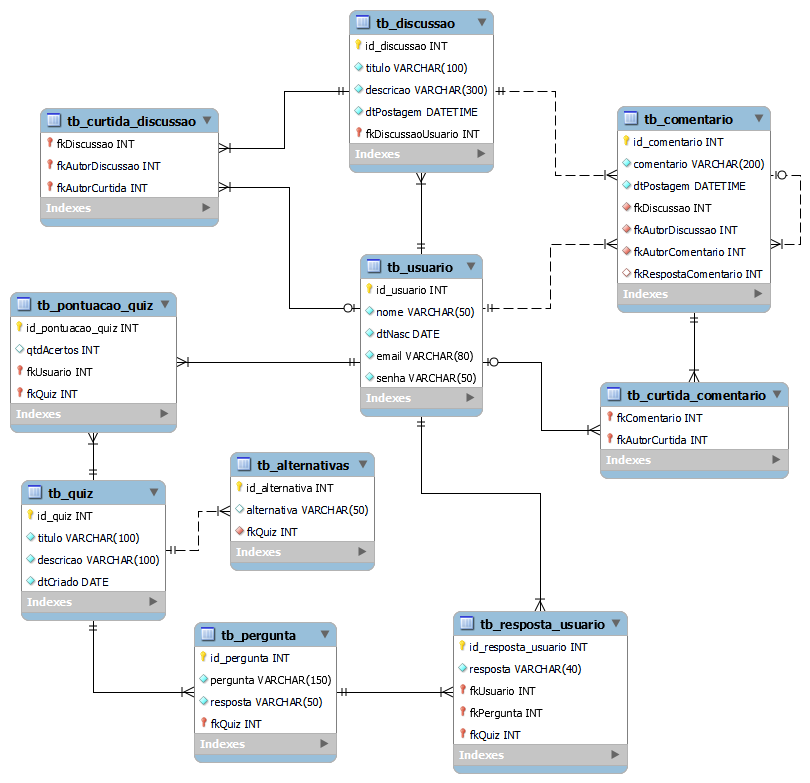 tb_discussao
id_discussao INT
titulo VARCHAR(100)
descricao VARCHAR(300)
dtPostagem DATETIME
fkDiscussaoUsuario INT
Indexes
tb_curtida_discussao
fkDiscussao INT
fkAutorDiscussao INT
fkAutorCurtida INT
Indexes
tb_comentario
id_comentario INT
comentario VARCHAR(200)
dtPostagem DATETIME
fkDiscussao INT
fkAutorDiscussao INT
fkAutorComentario INT
fkRespostaComentario INT
Indexes
tb_usuario
id_usuario INT
nome VARCHAR(50)
dtNasc DATE
email VARCHAR(80)
senha VARCHAR(50)
Indexes
tb_pontuacao_quiz
id_pontuacao_quiz INT
qtdAcertos INT
fkUsuario INT
fkQuiz INT
Indexes
tb_curtida_comentario
fkComentario INT
fkAutorCurtida INT
Indexes
tb_alternativas
id_alternativa INT
alternativa VARCHAR(50)
fkQuiz INT
Indexes
tb_quiz
id_quiz INT
titulo VARCHAR(100)
descricao VARCHAR(100)
dtCriado DATE
Indexes
tb_pergunta
id_pergunta INT
pergunta VARCHAR(150)
resposta VARCHAR(50)
fkQuiz INT
Indexes
tb_resposta_usuario
id_resposta_usuario INT
resposta VARCHAR(40)
fkUsuario INT
fkPergunta INT
fkQuiz INT
Indexes